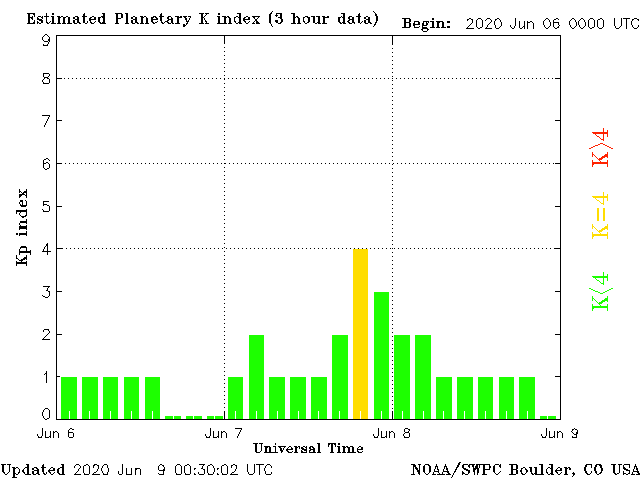 Estimated Planetary K index (3 hour data) Begin: 2020 Jun 06 0000 UTC
9
8
7
6
5
4
3
2
1
0
Kp index
K>4
K=4
K<4
Jun 6 Jun 7 Jun 8 Jun 9
Universal Time
Updated 2020 Jun 9 00:30:02 UTC NOAA/SWPC Boulder, CO USA